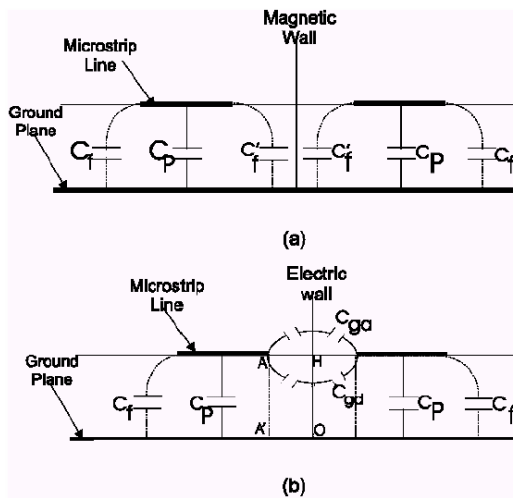 Magnetic
Wall
Microstrip
Line
Ground
Plane
Cf CP C'f C'f CP Cf
(a)
Electric
wall
Microstrip
Line
Cga
Ground
Plane
A H
Cf CP Cgd CP Cf
A' O
(b)